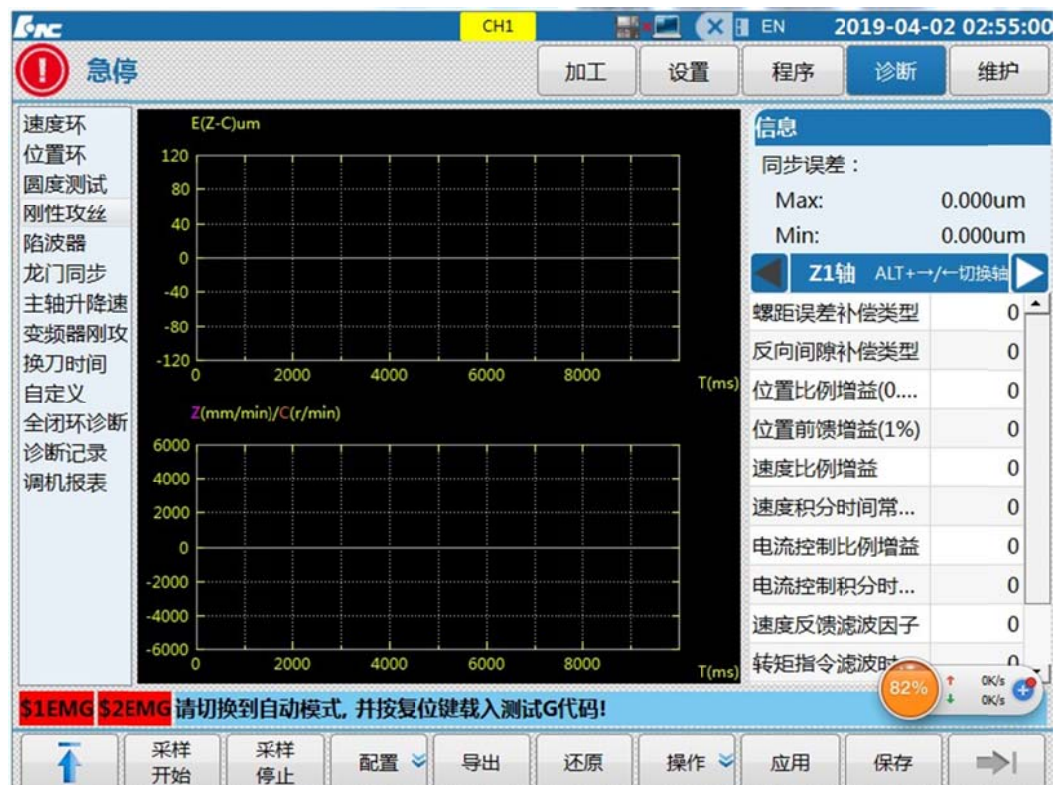 CNC
CH1
EN
2019-04-02 02:55:00
急停
加工
设置
程序
诊断
维护
速度环
位置环
圆度测试
刚性攻丝
陷波器
龙门同步
主轴升降速
变频器刚攻
换刀时间
自定义
全闭环诊断
诊断记录
调机报表
E(Z-C)um
120
80
40
0
-40
-80
-120
0 2000 4000 6000 8000
T(ms)
Z(mm/min)/C(r/min)
6000
4000
2000
0
-2000
-4000
-6000
0 2000 4000 6000 8000
T(ms)
信息
同步误差：
Max: 0.000um
Min: 0.000um
Z1轴 ALT+→/←切换轴
螺距误差补偿类型 0
反向间隙补偿类型 0
位置比例增益(0.... 0
位置前馈增益(1%) 0
速度比例增益 0
速度积分时间常... 0
电流控制比例增益 0
电流控制积分时... 0
速度反馈滤波因子 0
转矩指令滤波时... 0
82%
0K/s
0K/s
$1EMG $2EMG 请切换到自动模式, 并按复位键载入测试G代码!
采样
开始
采样
停止
配置
导出
还原
操作
应用
保存